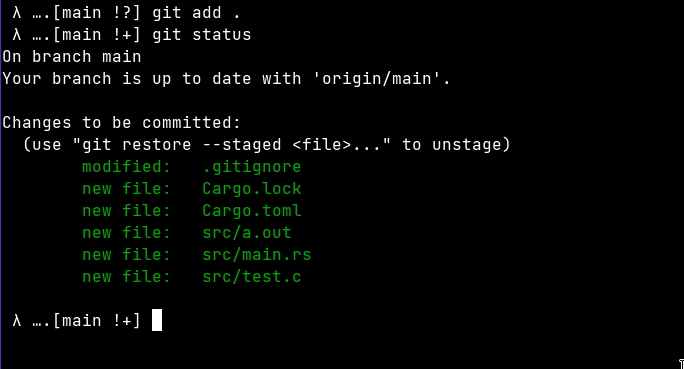 λ ….[main !?] git add .
λ ….[main !+] git status
On branch main
Your branch is up to date with 'origin/main'.
Changes to be committed:
(use "git restore --staged <file>..." to unstage)
modified: .gitignore
new file: Cargo.lock
new file: Cargo.toml
new file: src/a.out
new file: src/main.rs
new file: src/test.c
λ ….[main !+]